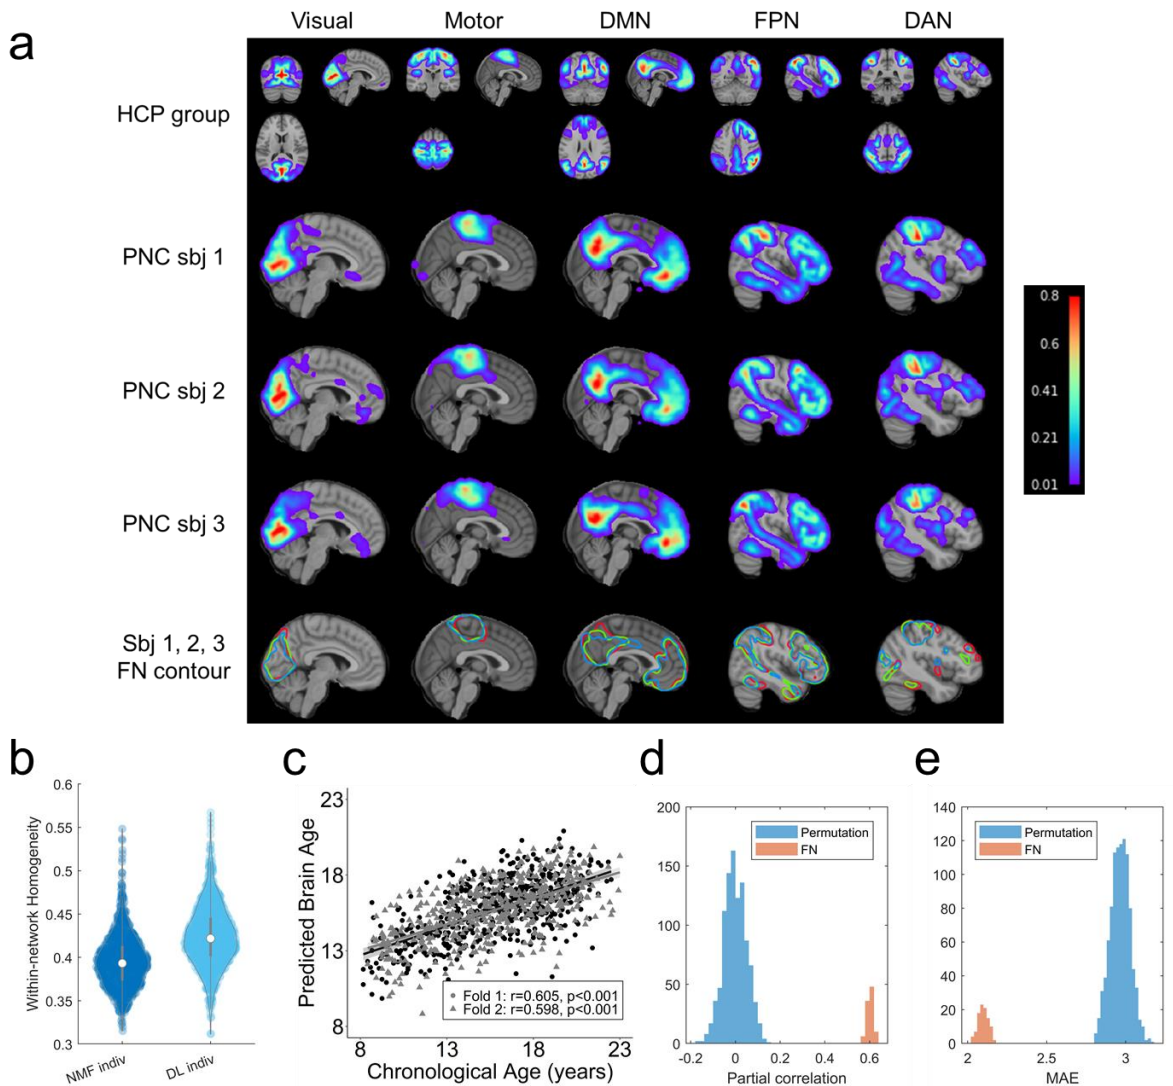 a
Visual Motor DMN FPN DAN
HCP group
PNC sbj 1
PNC sbj 2
PNC sbj 3
Sbj 1, 2, 3
FN contour
0.8
0.6
0.41
0.21
0.01
b
Within-network Homogeneity
0.6
0.55
0.5
0.45
0.4
0.35
0.3
NMF indiv
DL indiv
c
Predicted Brain Age
23
18
13
8
Fold 1: r=0.605, p<0.001
Fold 2: r=0.598, p<0.001
8 13 18 23
Chronological Age (years)
d
200
150
100
50
0
Permutation
FN
-0.2 0 0.2 0.4 0.6
Partial correlation
e
140
120
100
80
60
40
20
0
Permutation
FN
2 2.5 3
MAE